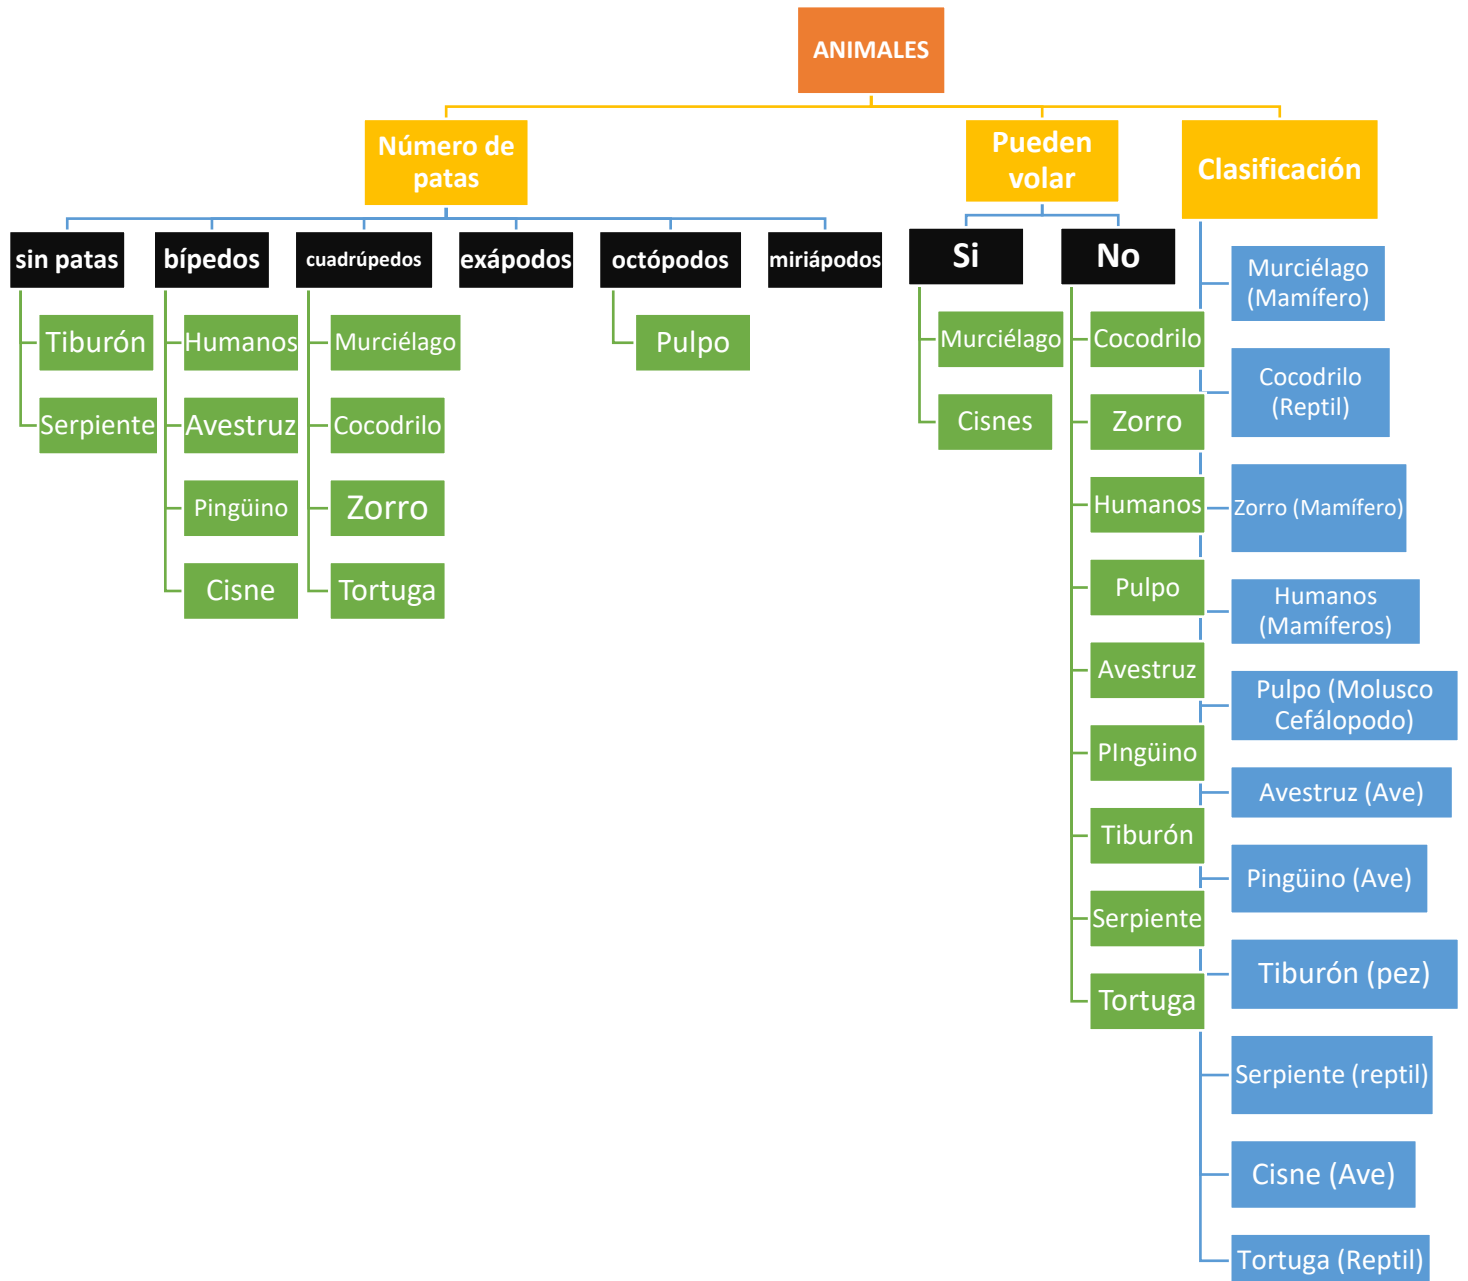 ANIMALES
Número de
patas
Pueden
volar
Clasificación
sin patas
bípedos
cuadrúpedos
exápodos
octópodos
miriápodos
Si
No
Tiburón
Serpiente
Humanos
Avestruz
Pingüino
Cisne
Murciélago
Cocodrilo
Zorro
Tortuga
Pulpo
Murciélago
Cisnes
Cocodrilo
Zorro
Humanos
Pulpo
Avestruz
PIngüino
Tiburón
Serpiente
Tortuga
Murciélago
(Mamífero)
Cocodrilo
(Reptil)
Zorro (Mamífero)
Humanos
(Mamíferos)
Pulpo (Molusco
Cefálopodo)
Avestruz (Ave)
Pingüino (Ave)
Tiburón (pez)
Serpiente (reptil)
Cisne (Ave)
Tortuga (Reptil)